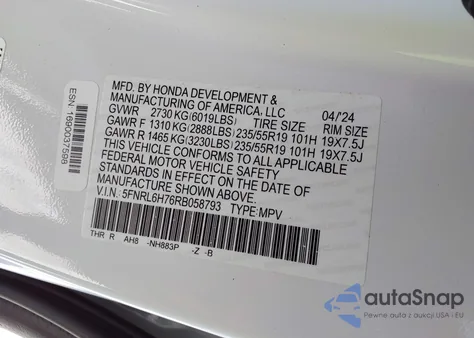 MFD. BY HONDA DEVELOPMENT &
MANUFACTURING OF AMERICA, LLC 04/'24
GVWR 2730 KG(6019LBS) TIRE SIZE RIM SIZE
GAWR F 1310 KG(2888LBS) 235/55R19 101H 19X7.5J
GAWR R 1465 KG(3230LBS) 235/55R19 101H 19X7.5J
THIS VEHICLE CONFORMS TO ALL APPLICABLE
FEDERAL MOTOR VEHICLE SAFETY
STANDARDS IN EFFECT ON THE DATE OF
MANUFACTURE SHOWN ABOVE.
V.I.N. 5FNRL6H76RB058793 TYPE:MPV
THR R AH8 -NH883P -Z -B
ESN: 1690037598
autoSnap
Pewne auto z USA i EU